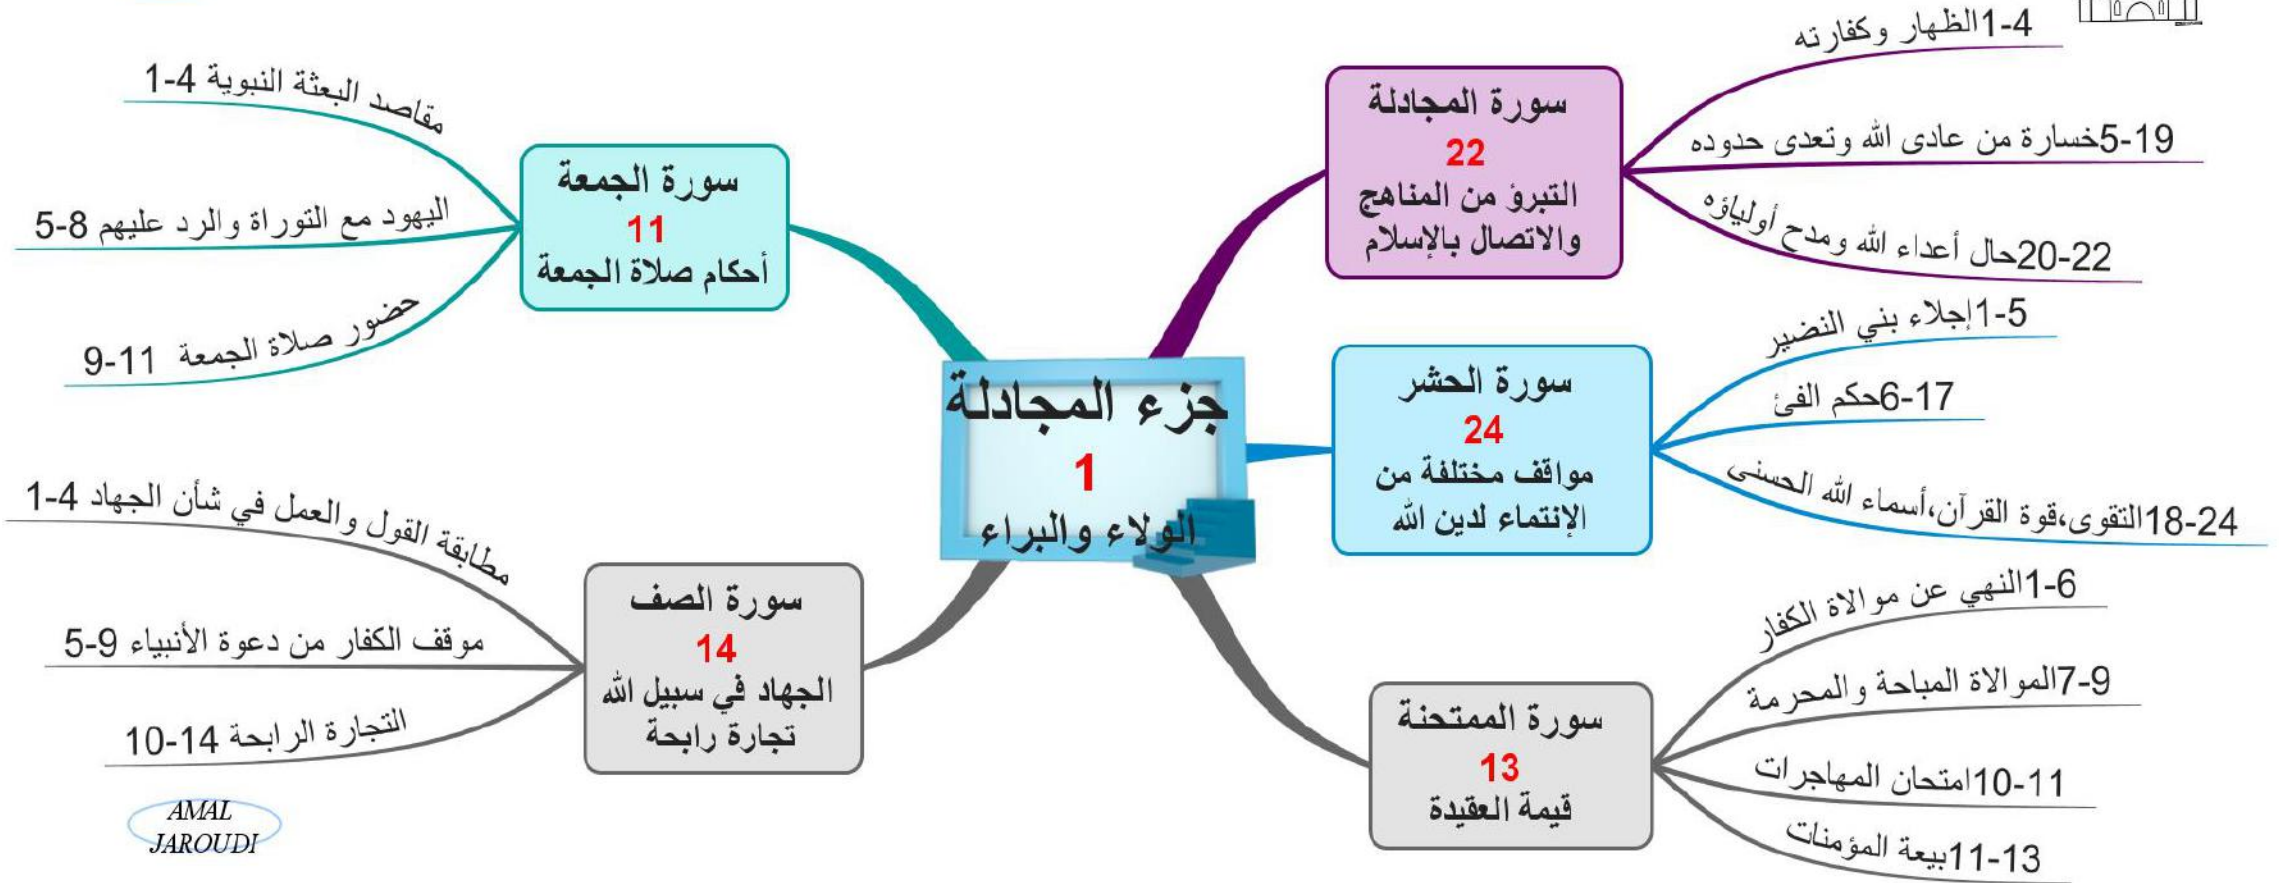 جزء المجادلة
1
الولاء والبراء
سورة المجادلة
22
التبرؤ من المناهج
والاتصال بالإسلام
1-4الظهار وكفارته
5-19خسارة من عادى الله وتعدى حدوده
20-22حال أعداء الله ومدح أولياؤه
سورة الحشر
24
مواقف مختلفة من
الإنتماء لدين الله
1-5إجلاء بني النضير
6-17حكم الفئ
18-24التقوى،قوة القرآن،أسماء الله الحسنى
سورة الممتحنة
13
قيمة العقيدة
1-6النهي عن موالاة الكفار
7-9الموالاة المباحة والمحرمة
10-11امتحان المهاجرات
11-13بيعة المؤمنات
سورة الصف
14
الجهاد في سبيل الله
تجارة رابحة
مطابقة القول والعمل في شأن الجهاد 1-4
موقف الكفار من دعوة الأنبياء 5-9
التجارة الرابحة 10-14
سورة الجمعة
11
أحكام صلاة الجمعة
مقاصد البعثة النبوية 1-4
اليهود مع التوراة والرد عليهم 5-8
حضور صلاة الجمعة 9-11
AMAL
JAROUDI